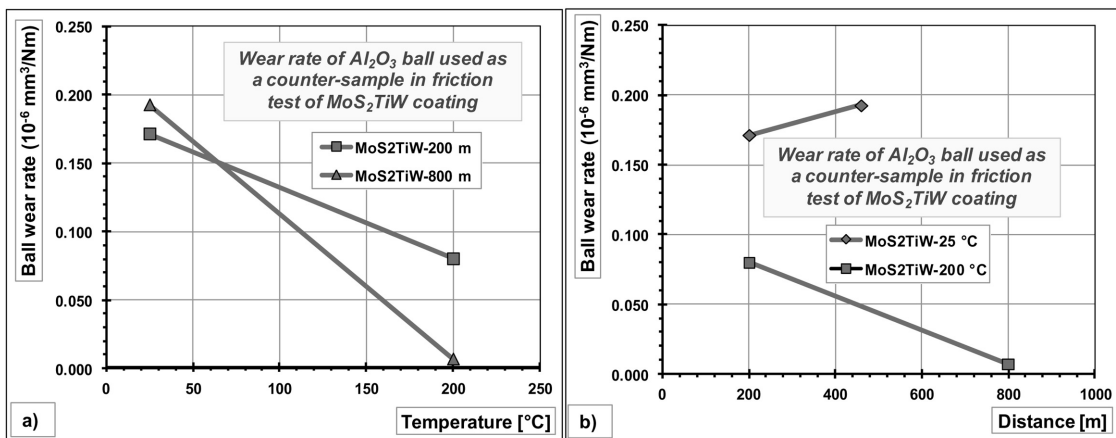 Ball wear rate (10⁻⁶ mm³/Nm)
0.250
0.200
0.150
0.100
0.050
0.000
Wear rate of Al₂O₃ ball used as
a counter-sample in friction
test of MoS₂TiW coating
MoS2TiW-200 m
MoS2TiW-800 m
0 50 100 150 200 250
a)
Temperature [°C]
Ball wear rate (10⁻⁶ mm³/Nm)
0.250
0.200
0.150
0.100
0.050
0.000
Wear rate of Al₂O₃ ball used as
a counter-sample in friction
test of MoS₂TiW coating
MoS2TiW-25 °C
MoS2TiW-200 °C
0 200 400 600 800 1000
b)
Distance [m]